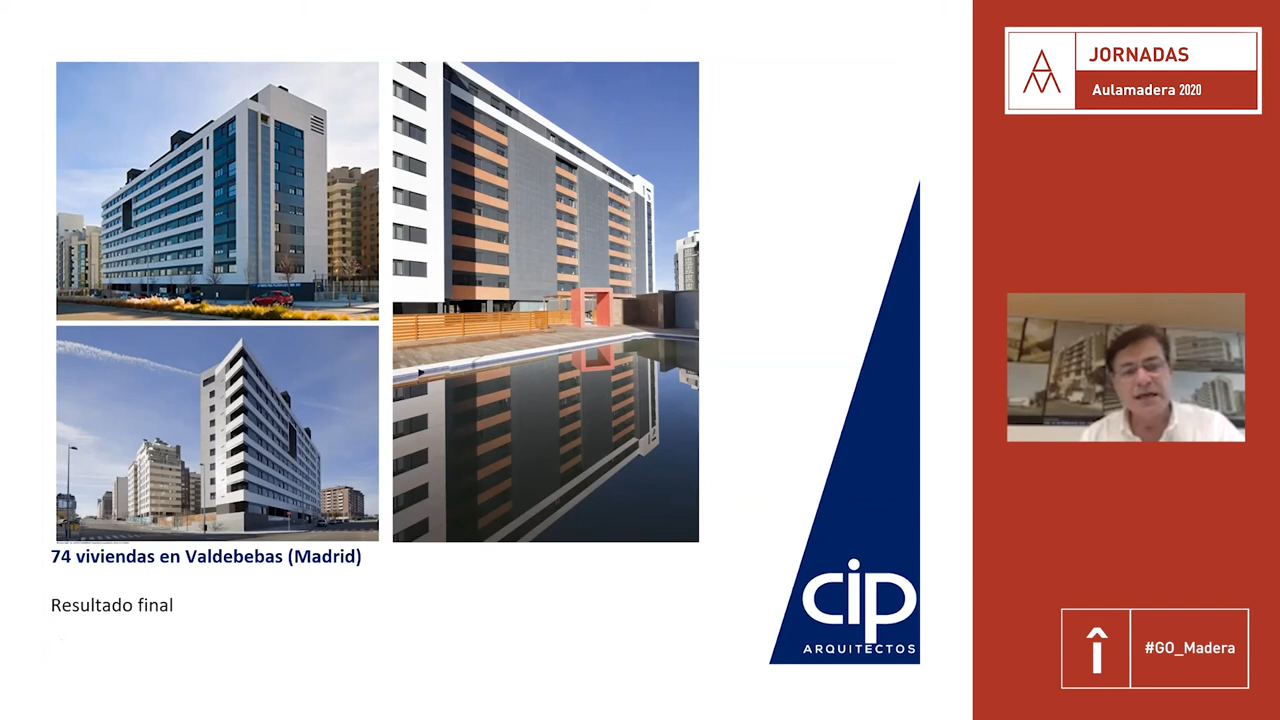 74 viviendas en Valdebebas (Madrid)
Resultado final
cip
ARQUITECTOS
JORNADAS
Aulamadera 2020
#GO_Madera